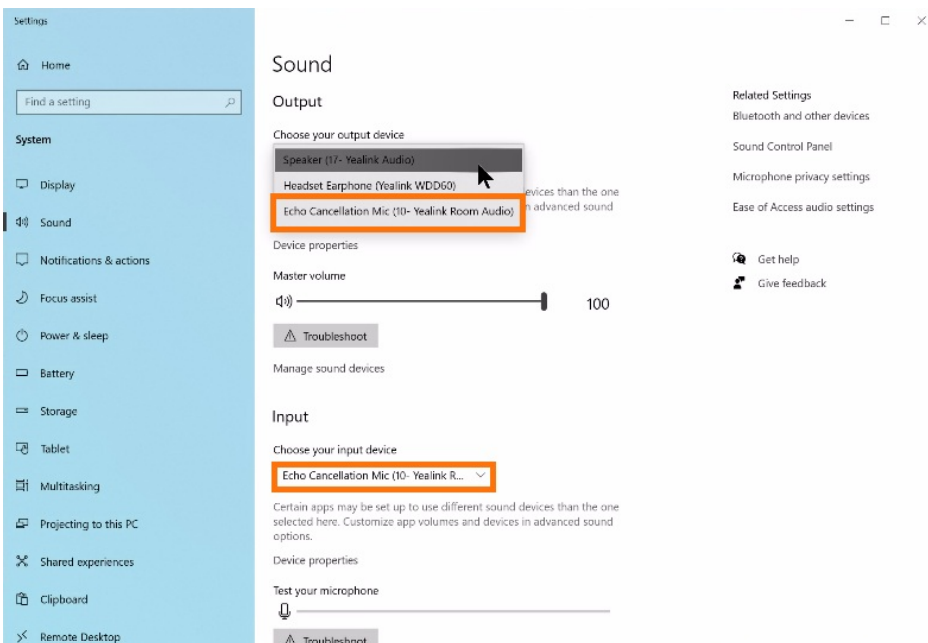 Settings
Home
Find a setting
System
Display
Sound
Notifications & actions
Focus assist
Power & sleep
Battery
Storage
Tablet
Multitasking
Projecting to this PC
Shared experiences
Clipboard
Remote Desktop
Sound
Output
Choose your output device
Speaker (17- Yealink Audio)
Headset Earphone (Yealink WDD60)
evices than the one
Echo Cancellation Mic (10- Yealink Room Audio)
n advanced sound
Device properties
Master volume
100
Troubleshoot
Manage sound devices
Input
Choose your input device
Echo Cancellation Mic (10- Yealink R...
Certain apps may be set up to use different sound devices than the one
selected here. Customize app volumes and devices in advanced sound
options.
Device properties
Test your microphone
Troubleshoot
Related Settings
Bluetooth and other devices
Sound Control Panel
Microphone privacy settings
Ease of Access audio settings
Get help
Give feedback